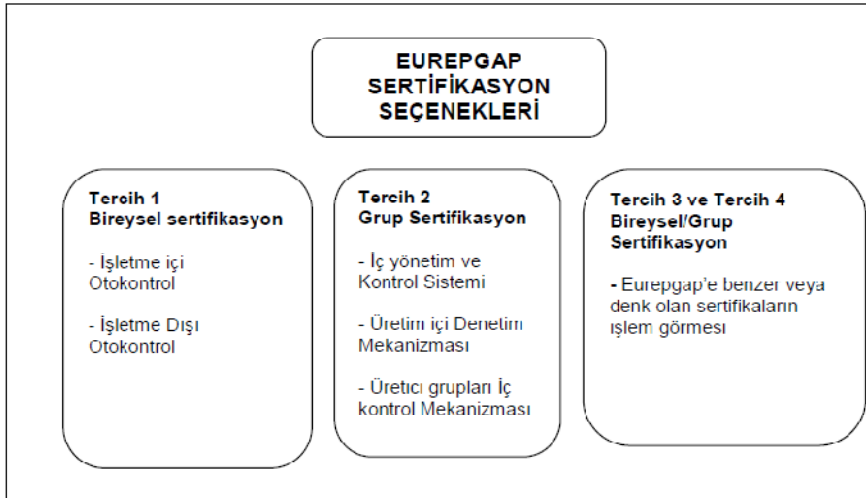 EUREPGAP
SERTİFİKASYON
SEÇENEKLERİ
Tercih 1
Bireysel sertifikasyon
- İşletme içi
Otokontrol
- İşletme Dışı
Otokontrol
Tercih 2
Grup Sertifikasyon
- İç yönetim ve
Kontrol Sistemi
- Üretim içi Denetim
Mekanizması
- Üretici grupları İç
kontrol Mekanizması
Tercih 3 ve Tercih 4
Bireysel/Grup
Sertifikasyon
- Eurepgap'e benzer veya
denk olan sertifikaların
işlem görmesi